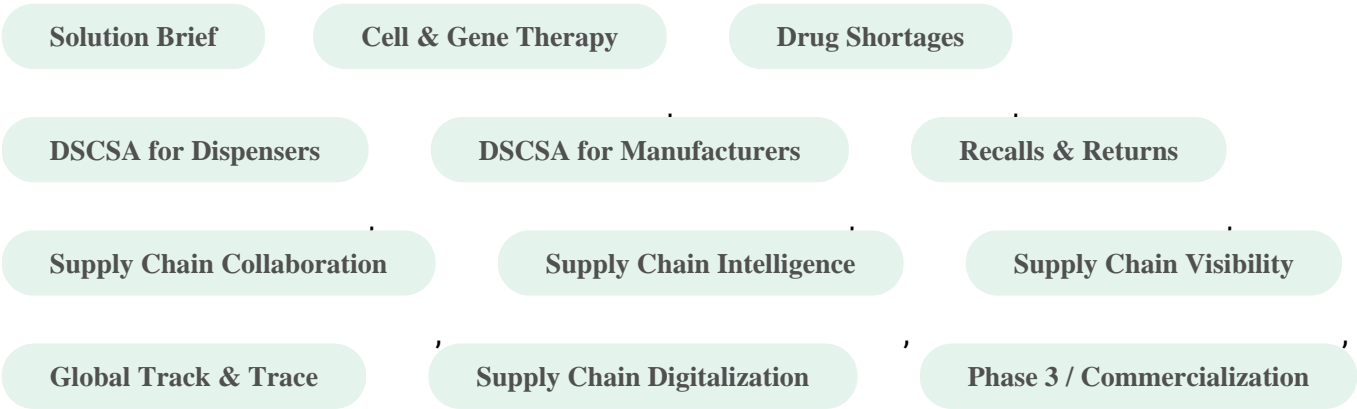 Solution Brief Cell & Gene Therapy Drug Shortages
, ,
DSCSA for Dispensers DSCSA for Manufacturers Recalls & Returns
, , ,
Supply Chain Collaboration Supply Chain Intelligence Supply Chain Visibility
, , ,
Global Track & Trace Supply Chain Digitalization Phase 3 / Commercialization